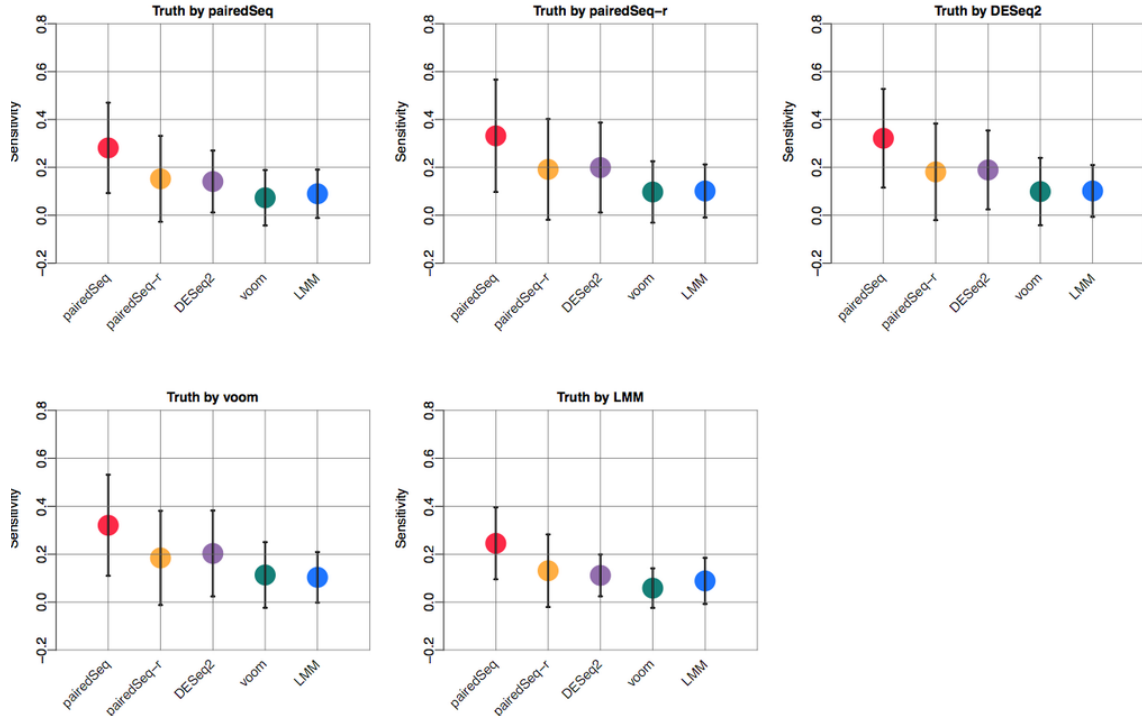 Truth by pairedSeq
Sensitivity
0.8
0.6
0.4
0.2
0.0
−0.2
pairedSeq
pairedSeq−r
DESeq2
voom
LMM
Truth by pairedSeq−r
Sensitivity
0.8
0.6
0.4
0.2
0.0
−0.2
pairedSeq
pairedSeq−r
DESeq2
voom
LMM
Truth by DESeq2
Sensitivity
0.8
0.6
0.4
0.2
0.0
−0.2
pairedSeq
pairedSeq−r
DESeq2
voom
LMM
Truth by voom
Sensitivity
0.8
0.6
0.4
0.2
0.0
−0.2
pairedSeq
pairedSeq−r
DESeq2
voom
LMM
Truth by LMM
Sensitivity
0.8
0.6
0.4
0.2
0.0
−0.2
pairedSeq
pairedSeq−r
DESeq2
voom
LMM